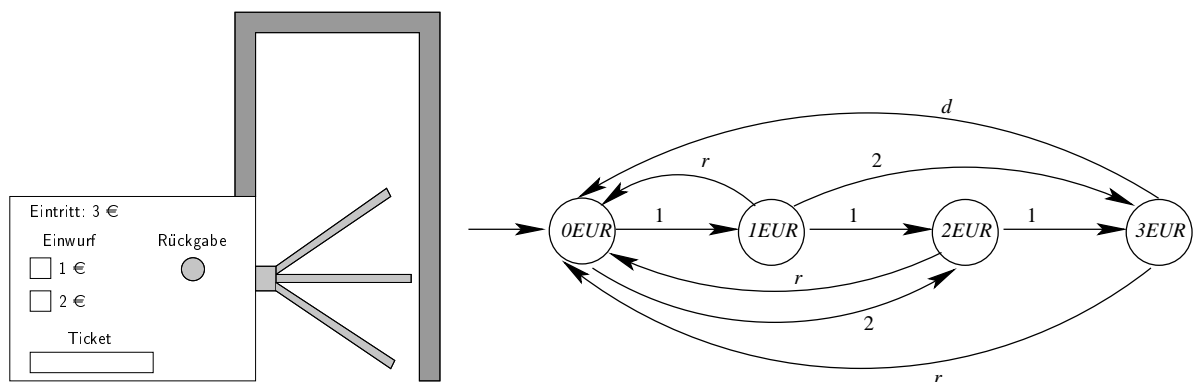 Eintritt: 3 €
Einwurf Rückgabe
1 €
2 €
Ticket
d
r 2
1 1 1
0EUR 1EUR 2EUR 3EUR
r
2
r